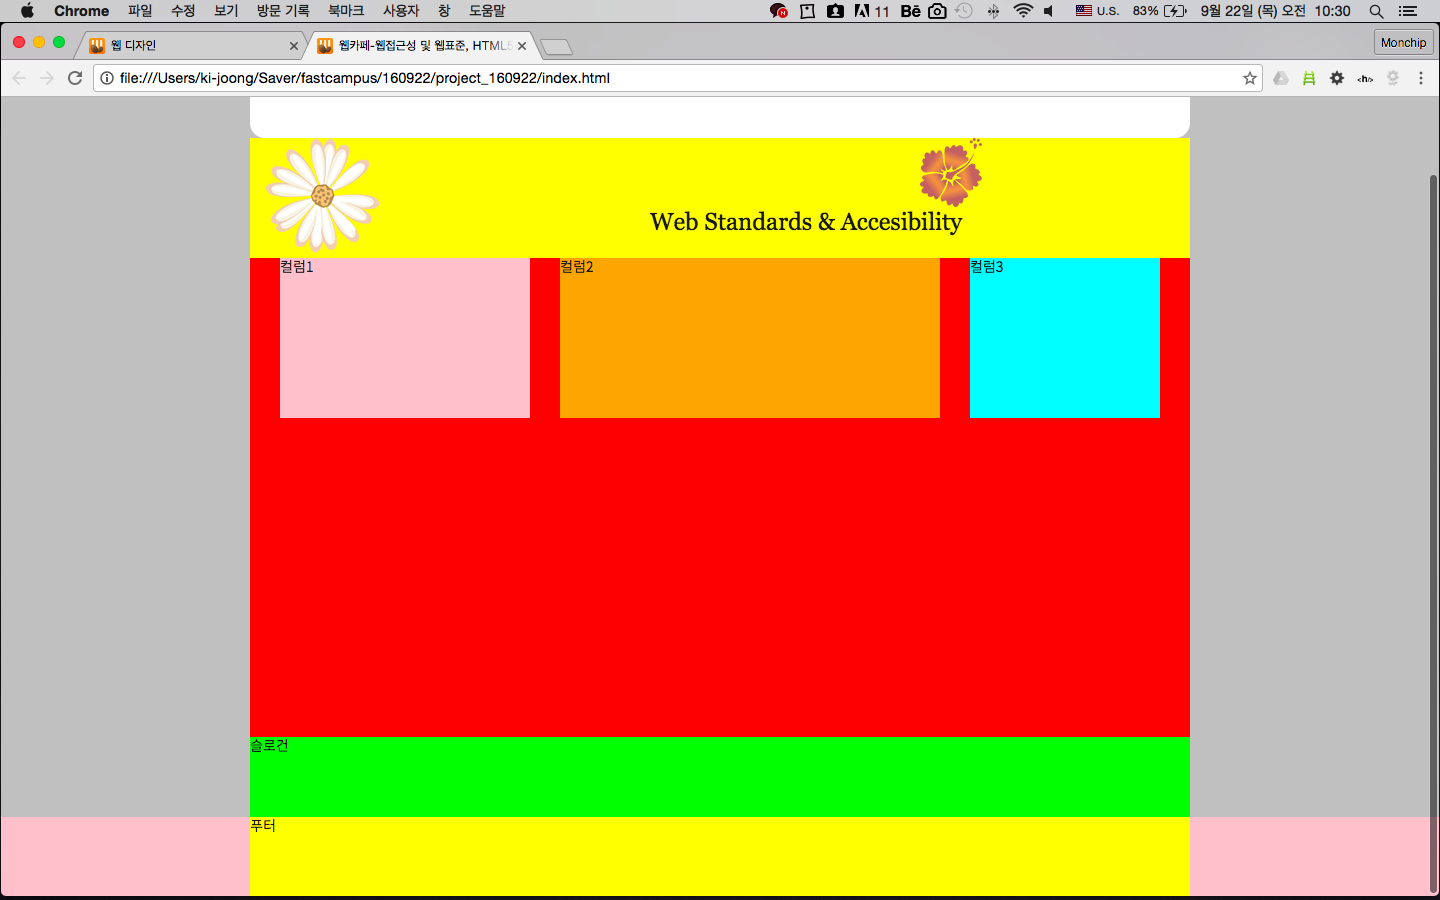 Chrome 파일 수정 보기 방문 기록 북마크 사용자 창 도움말 11 Bē U.S. 83% 9월 22일 (목) 오전 10:30
웹 디자인 웹카페-웹접근성 및 웹표준, HTML5 Monchip
file:///Users/ki-joong/Saver/fastcampus/160922/project_160922/index.html
Web Standards & Accesibility
컬럼1 컬럼2 컬럼3
슬로건
푸터